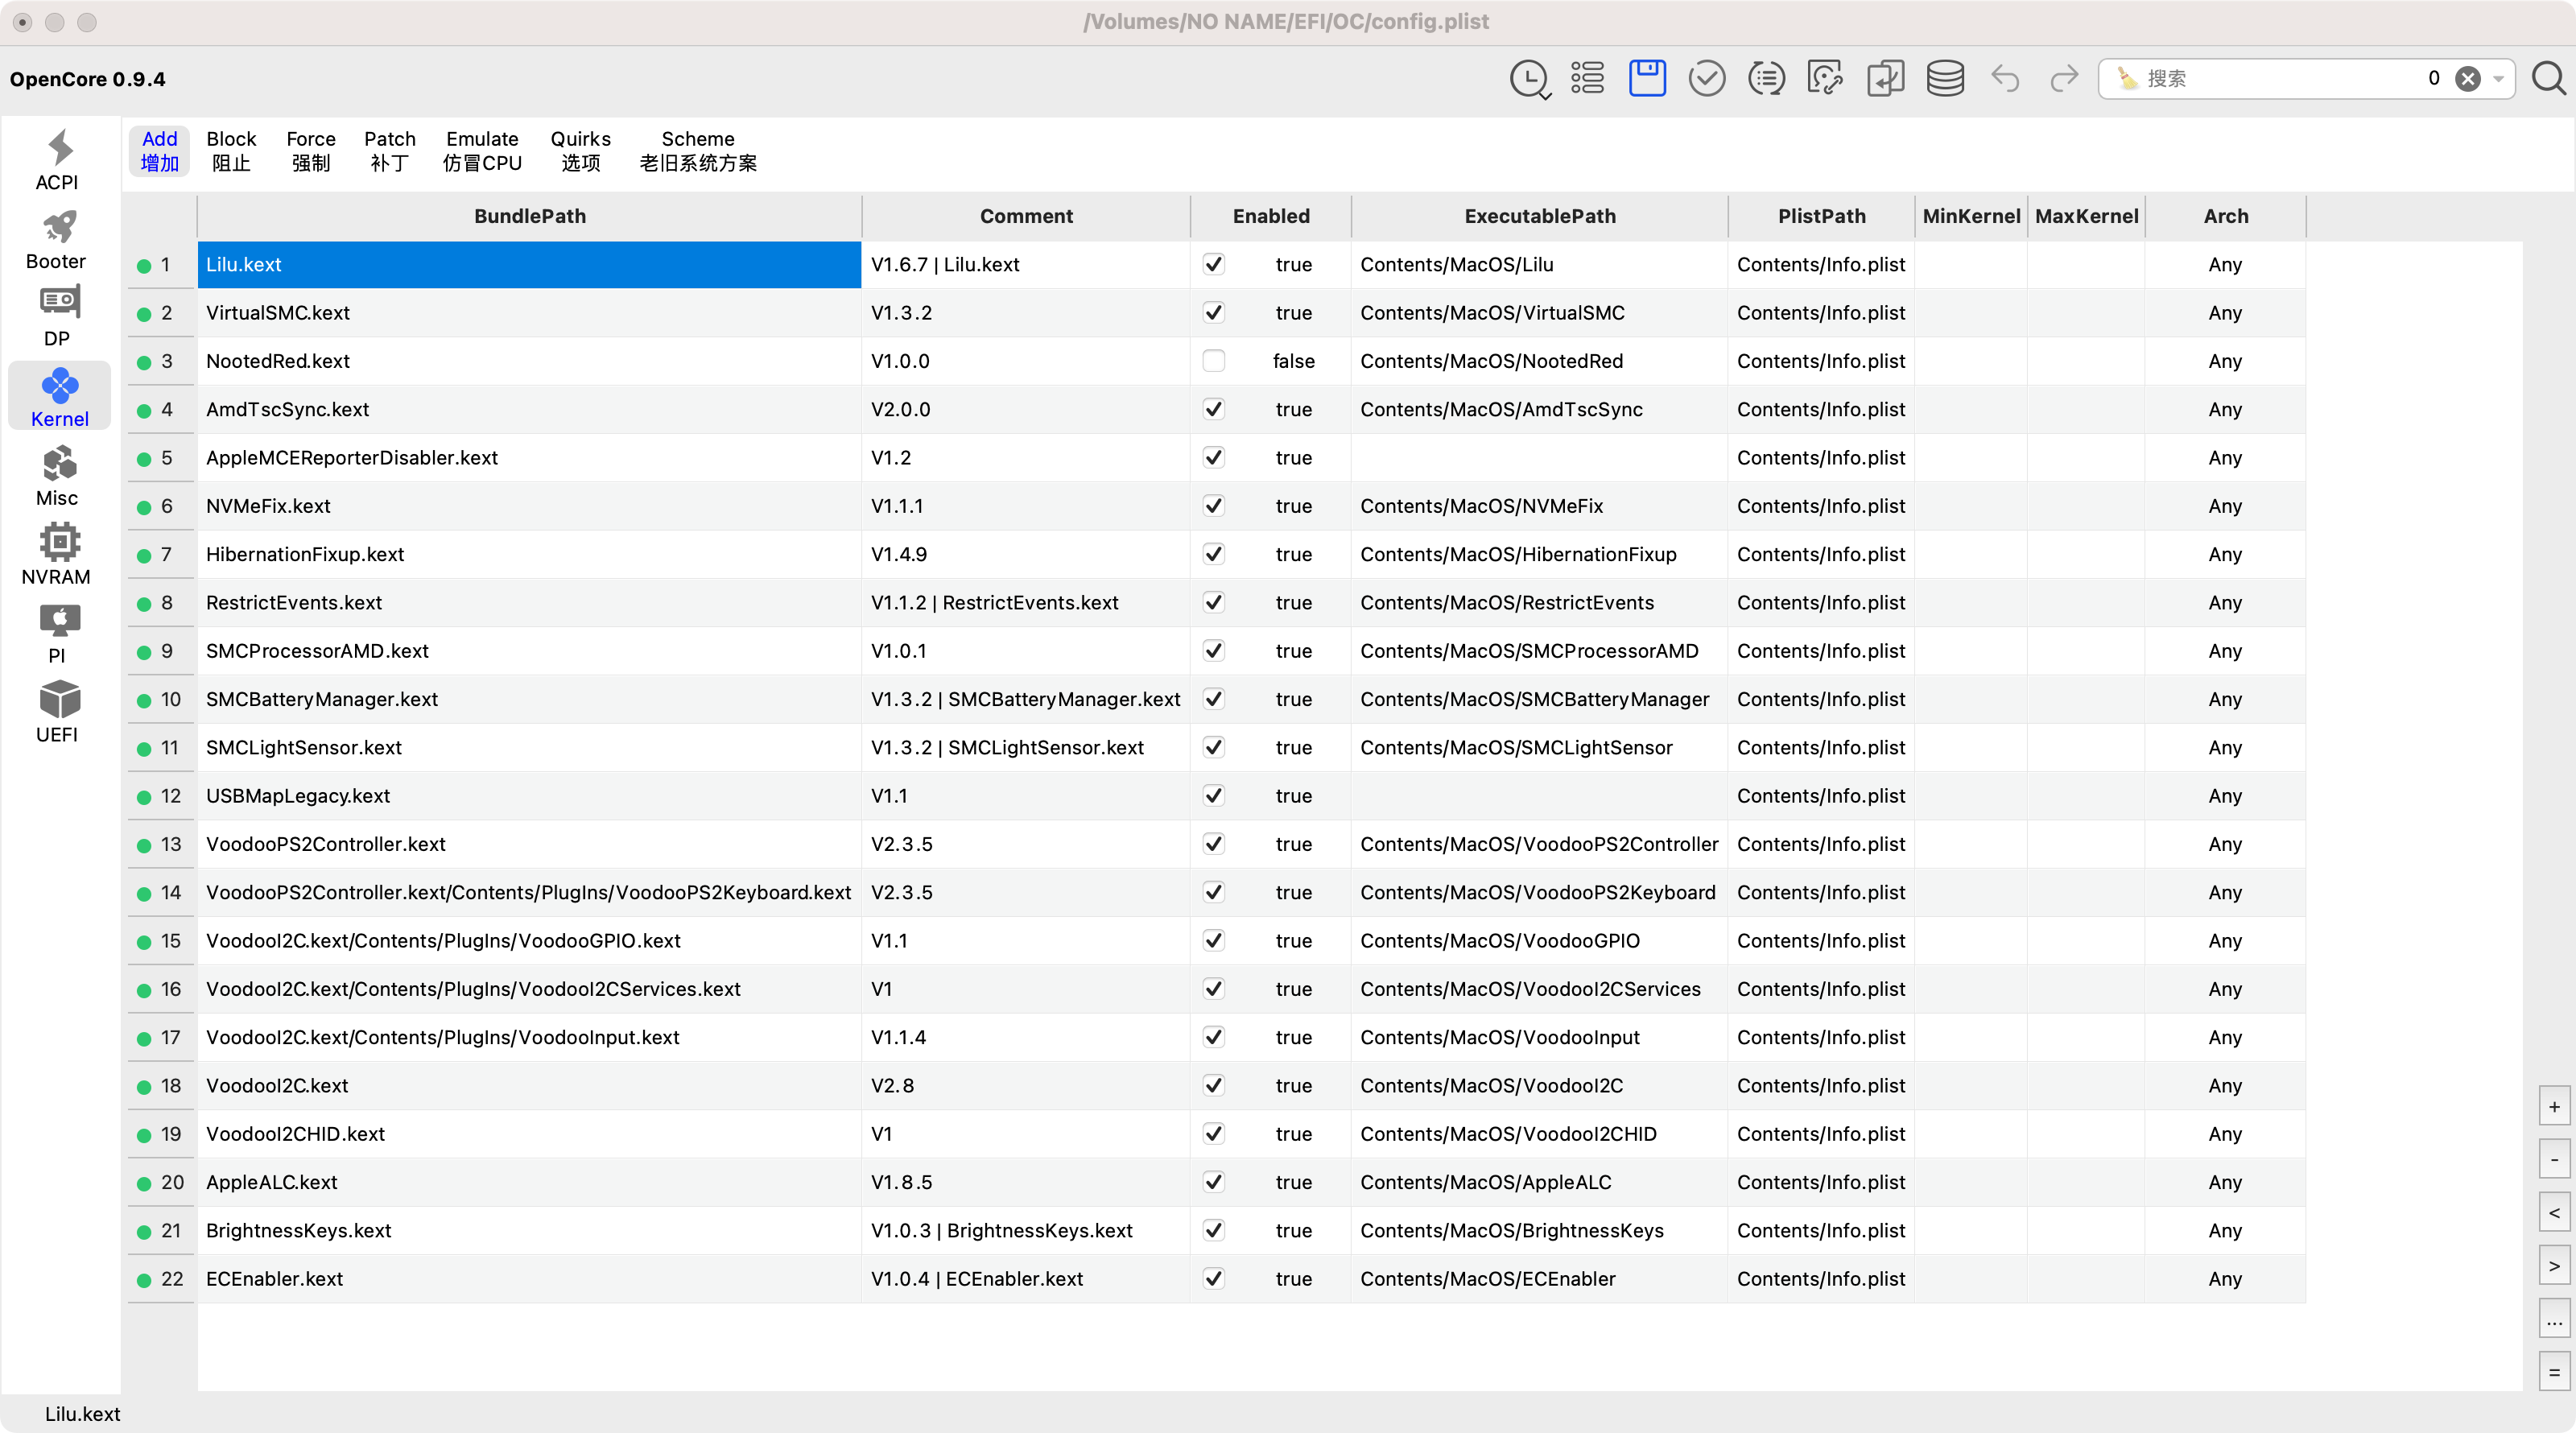 /Volumes/NO NAME/EFI/OC/config.plist
OpenCore 0.9.4
搜索 0
ACPI
Booter
DP
Kernel
Misc
NVRAM
PI
UEFI
Add Block Force Patch Emulate Quirks Scheme
增加 阻止 强制 补丁 仿冒CPU 选项 老旧系统方案
BundlePath Comment Enabled ExecutablePath PlistPath MinKernel MaxKernel Arch
1 Lilu.kext V1.6.7 | Lilu.kext true Contents/MacOS/Lilu Contents/Info.plist Any
2 VirtualSMC.kext V1.3.2 true Contents/MacOS/VirtualSMC Contents/Info.plist Any
3 NootedRed.kext V1.0.0 false Contents/MacOS/NootedRed Contents/Info.plist Any
4 AmdTscSync.kext V2.0.0 true Contents/MacOS/AmdTscSync Contents/Info.plist Any
5 AppleMCEReporterDisabler.kext V1.2 true Contents/Info.plist Any
6 NVMeFix.kext V1.1.1 true Contents/MacOS/NVMeFix Contents/Info.plist Any
7 HibernationFixup.kext V1.4.9 true Contents/MacOS/HibernationFixup Contents/Info.plist Any
8 RestrictEvents.kext V1.1.2 | RestrictEvents.kext true Contents/MacOS/RestrictEvents Contents/Info.plist Any
9 SMCProcessorAMD.kext V1.0.1 true Contents/MacOS/SMCProcessorAMD Contents/Info.plist Any
10 SMCBatteryManager.kext V1.3.2 | SMCBatteryManager.kext true Contents/MacOS/SMCBatteryManager Contents/Info.plist Any
11 SMCLightSensor.kext V1.3.2 | SMCLightSensor.kext true Contents/MacOS/SMCLightSensor Contents/Info.plist Any
12 USBMapLegacy.kext V1.1 true Contents/Info.plist Any
13 VoodooPS2Controller.kext V2.3.5 true Contents/MacOS/VoodooPS2Controller Contents/Info.plist Any
14 VoodooPS2Controller.kext/Contents/PlugIns/VoodooPS2Keyboard.kext V2.3.5 true Contents/MacOS/VoodooPS2Keyboard Contents/Info.plist Any
15 VoodooI2C.kext/Contents/PlugIns/VoodooGPIO.kext V1.1 true Contents/MacOS/VoodooGPIO Contents/Info.plist Any
16 VoodooI2C.kext/Contents/PlugIns/VoodooI2CServices.kext V1 true Contents/MacOS/VoodooI2CServices Contents/Info.plist Any
17 VoodooI2C.kext/Contents/PlugIns/VoodooInput.kext V1.1.4 true Contents/MacOS/VoodooInput Contents/Info.plist Any
18 VoodooI2C.kext V2.8 true Contents/MacOS/VoodooI2C Contents/Info.plist Any
19 VoodooI2CHID.kext V1 true Contents/MacOS/VoodooI2CHID Contents/Info.plist Any
20 AppleALC.kext V1.8.5 true Contents/MacOS/AppleALC Contents/Info.plist Any
21 BrightnessKeys.kext V1.0.3 | BrightnessKeys.kext true Contents/MacOS/BrightnessKeys Contents/Info.plist Any
22 ECEnabler.kext V1.0.4 | ECEnabler.kext true Contents/MacOS/ECEnabler Contents/Info.plist Any
+
-
<
>
...
=
Lilu.kext